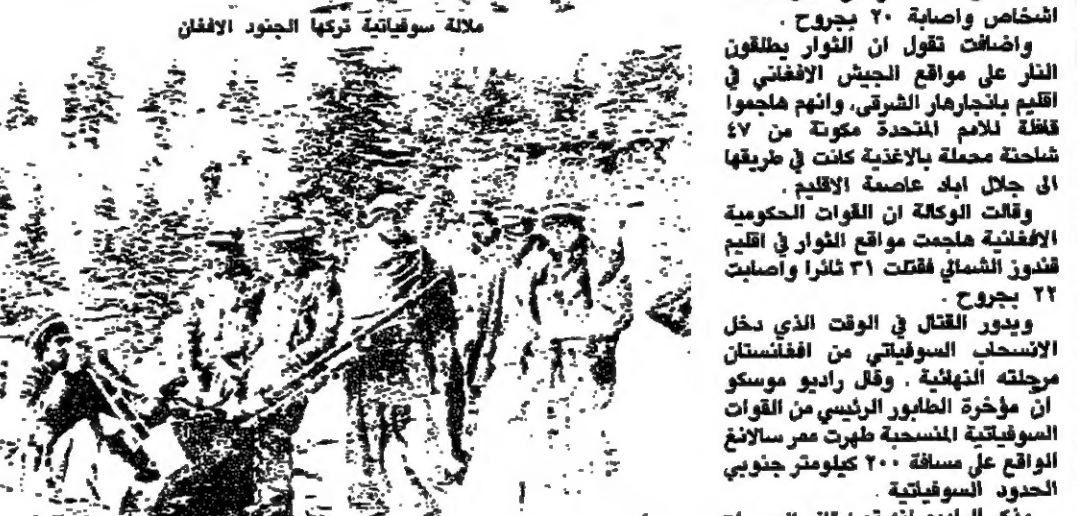 ملالة سوفياتية تركها الجنود الافغان
اشخاص واصابة ٢٠ بجروح .
واضافت تقول ان الثوار يطلقون
النار على مواقع الجيش الافغاني في
اقليم بانجارهار الشرقي، وانهم هاجموا
قافلة للامم المتحدة مكونة من ٤٧
شاحنة محملة بالاغذية كانت في طريقها
الى جلال اباد عاصمة الاقليم .
وقالت الوكالة ان القوات الحكومية
الافغانية هاجمت مواقع الثوار في اقليم
قندوز الشمالي فقتلت ٣١ ثائرا واصابت
٢٢ بجروح .
ويدور القتال في الوقت الذي دخل
الانسحاب السوفياتي من افغانستان
مرحلته النهائية . وقال راديو موسكو
ان مؤخرة الطابور الرئيسي من القوات
السوفياتية المنسحبة طهرت ممر سالانغ
الواقع على مسافة ٢٠٠ كيلومتر جنوبي
الحدود السوفياتية .